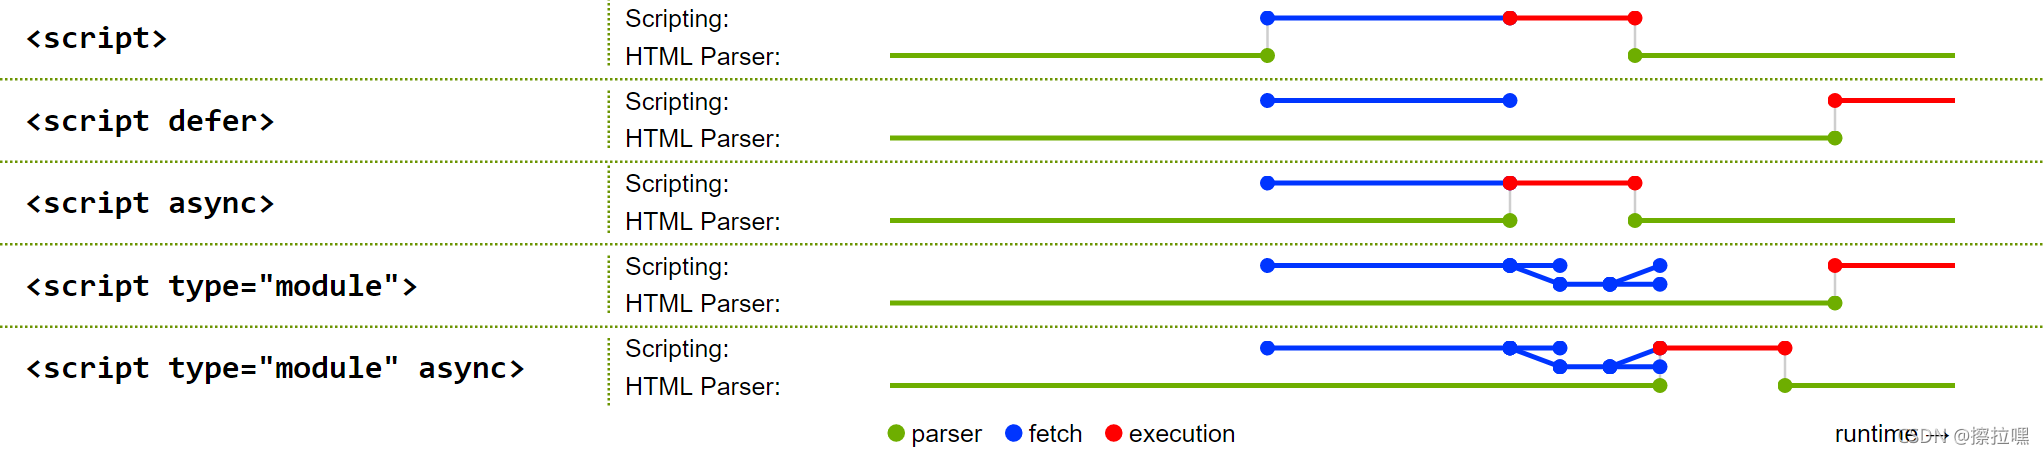 <script>
Scripting:
HTML Parser:
<script defer>
Scripting:
HTML Parser:
<script async>
Scripting:
HTML Parser:
<script type="module">
Scripting:
HTML Parser:
<script type="module" async>
Scripting:
HTML Parser:
parser fetch execution runtime →
CSDN @擦拉嘿